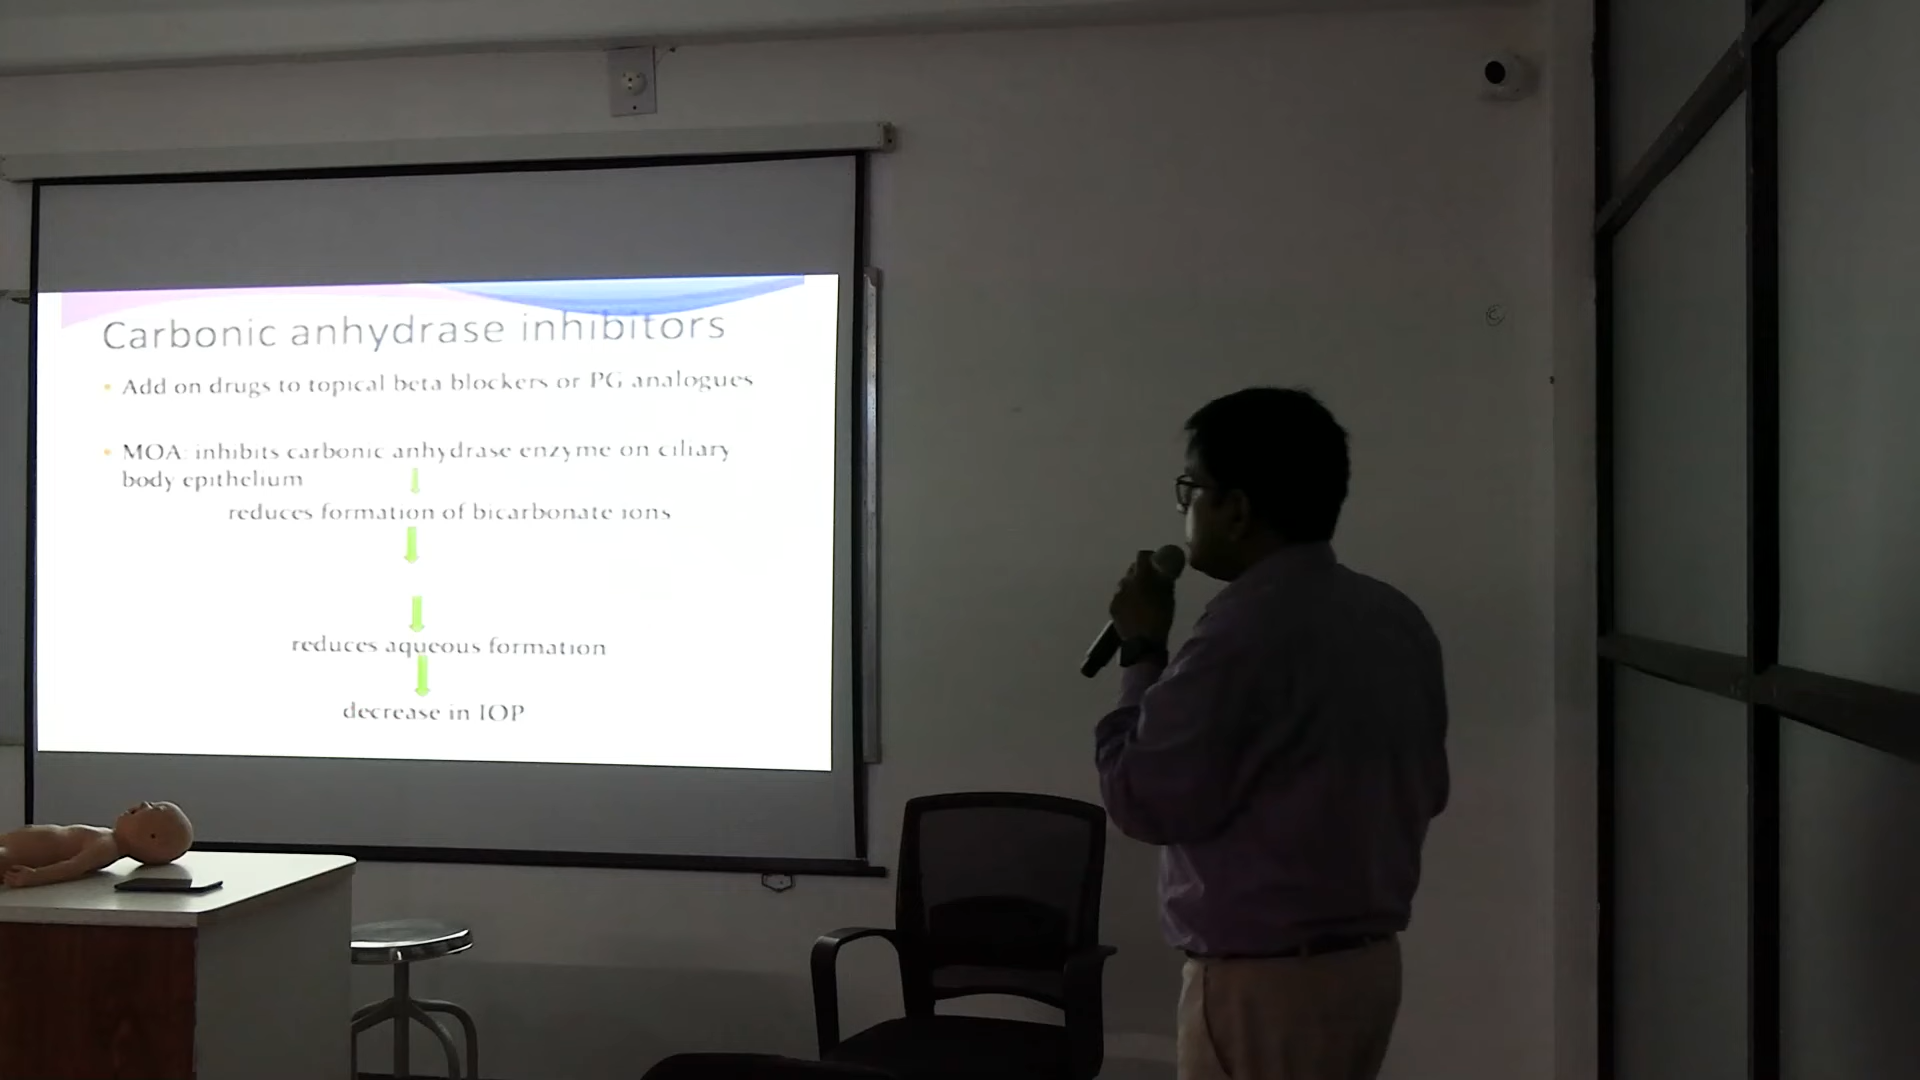 Carbonic anhydrase inhibitors
• Add on drugs to topical beta blockers or PG analogues
• MOA: inhibits carbonic anhydrase enzyme on ciliary
body epithelium
reduces formation of bicarbonate ions
reduces aqueous formation
decrease in IOP